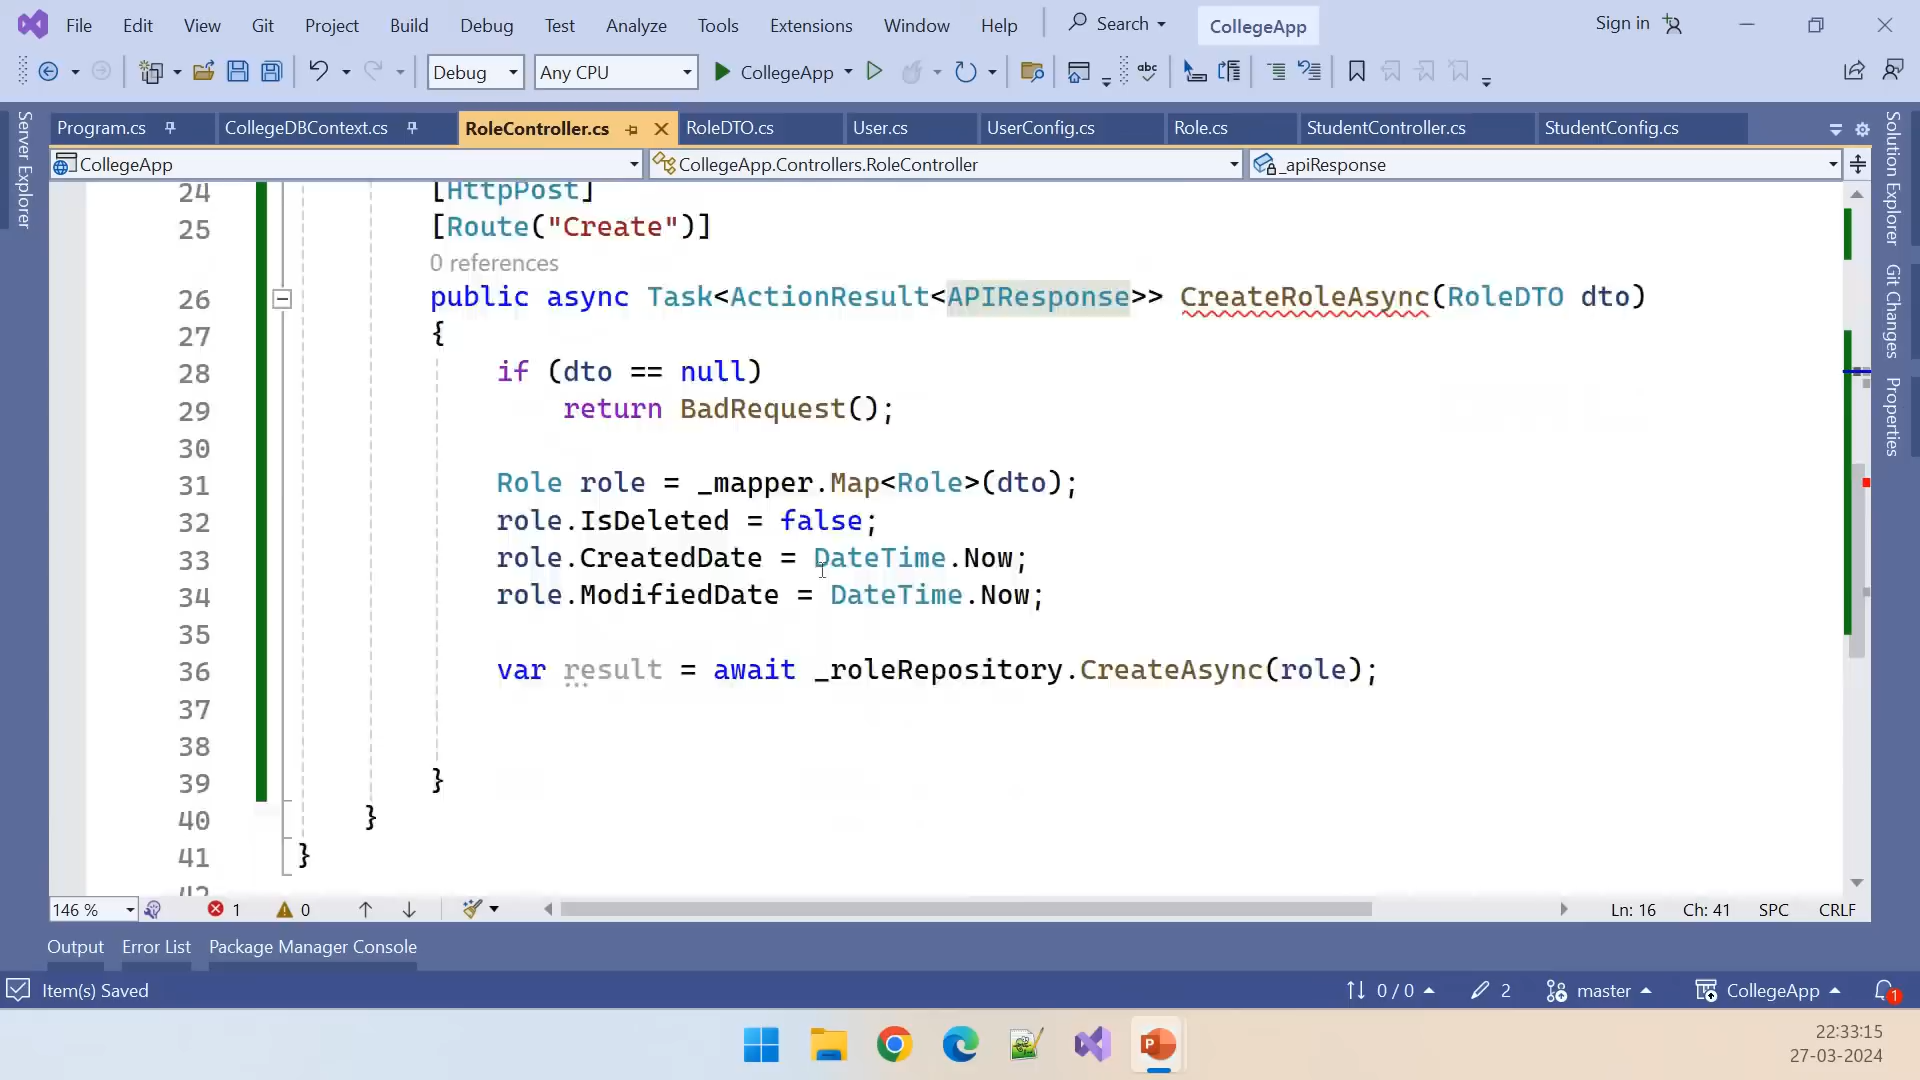 File Edit View Git Project Build Debug Test Analyze Tools Extensions Window Help Search CollegeApp Sign in
Debug Any CPU CollegeApp
Program.cs CollegeDBContext.cs RoleController.cs RoleDTO.cs User.cs UserConfig.cs Role.cs StudentController.cs StudentConfig.cs
CollegeApp CollegeApp.Controllers.RoleController _apiResponse
Server Explorer
Solution Explorer
Git Changes
Properties
24 [HttpPost]
25 [Route("Create")]
0 references
26 public async Task<ActionResult<APIResponse>> CreateRoleAsync(RoleDTO dto)
27 {
28 if (dto == null)
29 return BadRequest();
30
31 Role role = _mapper.Map<Role>(dto);
32 role.IsDeleted = false;
33 role.CreatedDate = DateTime.Now;
34 role.ModifiedDate = DateTime.Now;
35
36 var result = await _roleRepository.CreateAsync(role);
37
38
39 }
40 }
41 }
42
146 % 1 0 Ln: 16 Ch: 41 SPC CRLF
Output Error List Package Manager Console
Item(s) Saved 0 / 0 2 master CollegeApp 1
22:33:15
27-03-2024